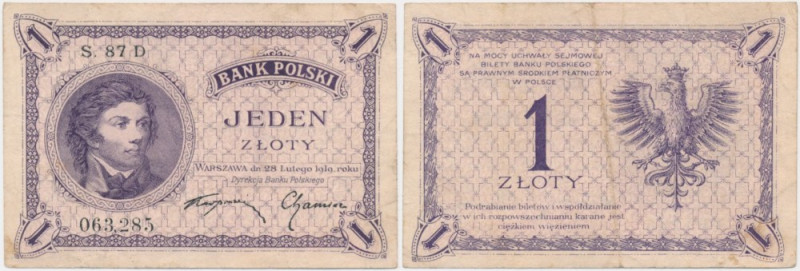 1 1
S. 87 D
BANK POLSKI
JEDEN
ZŁOTY
WARSZAWA dn. 28 Lutego 1919. roku
Dyrekcja Banku Polskiego
063,285
1 1
1 1
NA MOCY UCHWAŁY SEJMOWEJ
BILETY BANKU POLSKIEGO
SĄ PRAWNYM ŚRODKIEM PŁATNICZYM
W POLSCE
1
ZŁOTY
Podrabianie biletów i współdziałanie
w ich rozpowszechnianiu karane jest
ciężkiem więzieniem
1 1